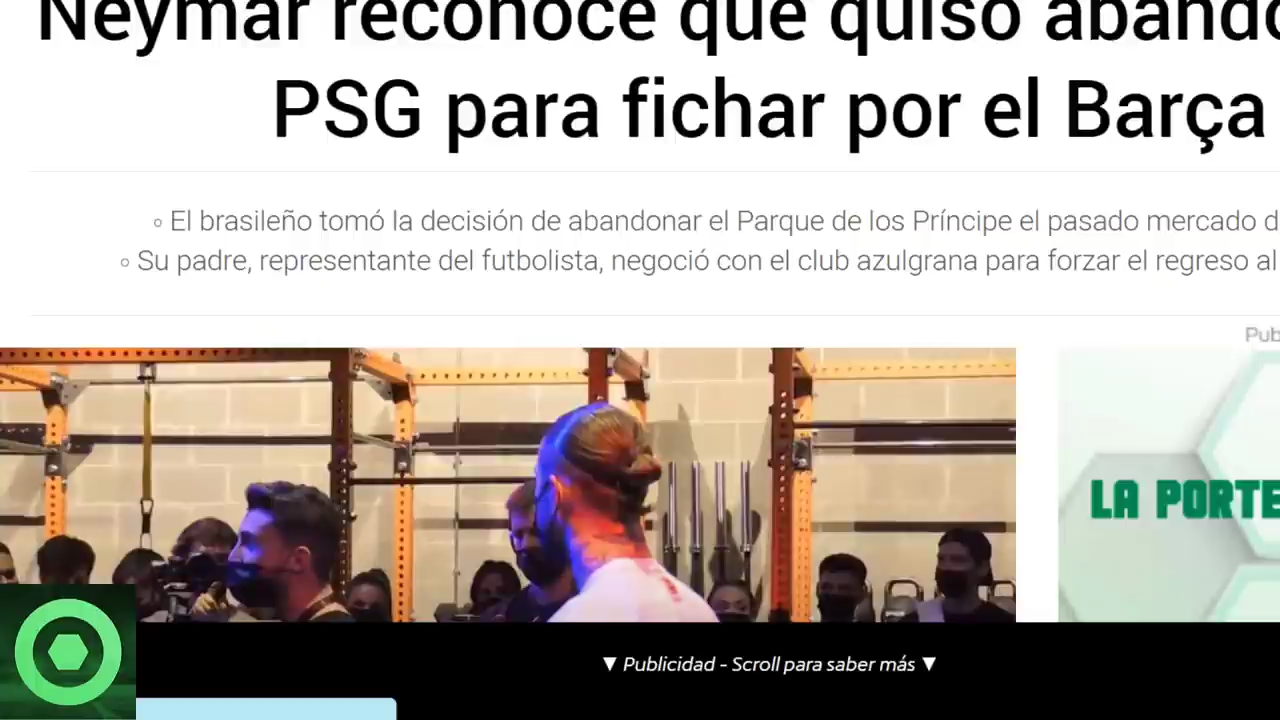 Neymar reconoce que quiso abando
PSG para fichar por el Barça
◦ El brasileño tomó la decisión de abandonar el Parque de los Príncipe el pasado mercado d
◦ Su padre, representante del futbolista, negoció con el club azulgrana para forzar el regreso al
Pub
LA PORTE
▼ Publicidad - Scroll para saber más ▼